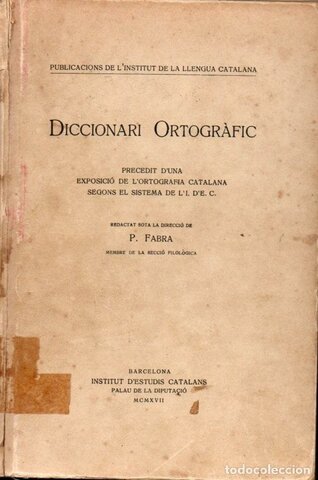 PUBLICACIONS DE L'INSTITUT DE LA LLENGUA CATALANA
DICCIONARI ORTOGRÀFIC
PRECEDIT D'UNA
EXPOSICIÓ DE L'ORTOGRAFIA CATALANA
SEGONS EL SISTEMA DE L'I. D'E. C.
REDACTAT SOTA LA DIRECCIÓ DE
P. FABRA
MEMBRE DE LA SECCIÓ FILOLÒGICA
BARCELONA
INSTITUT D'ESTUDIS CATALANS
PALAU DE LA DIPUTACIÓ
MCMXVII
todocoleccion